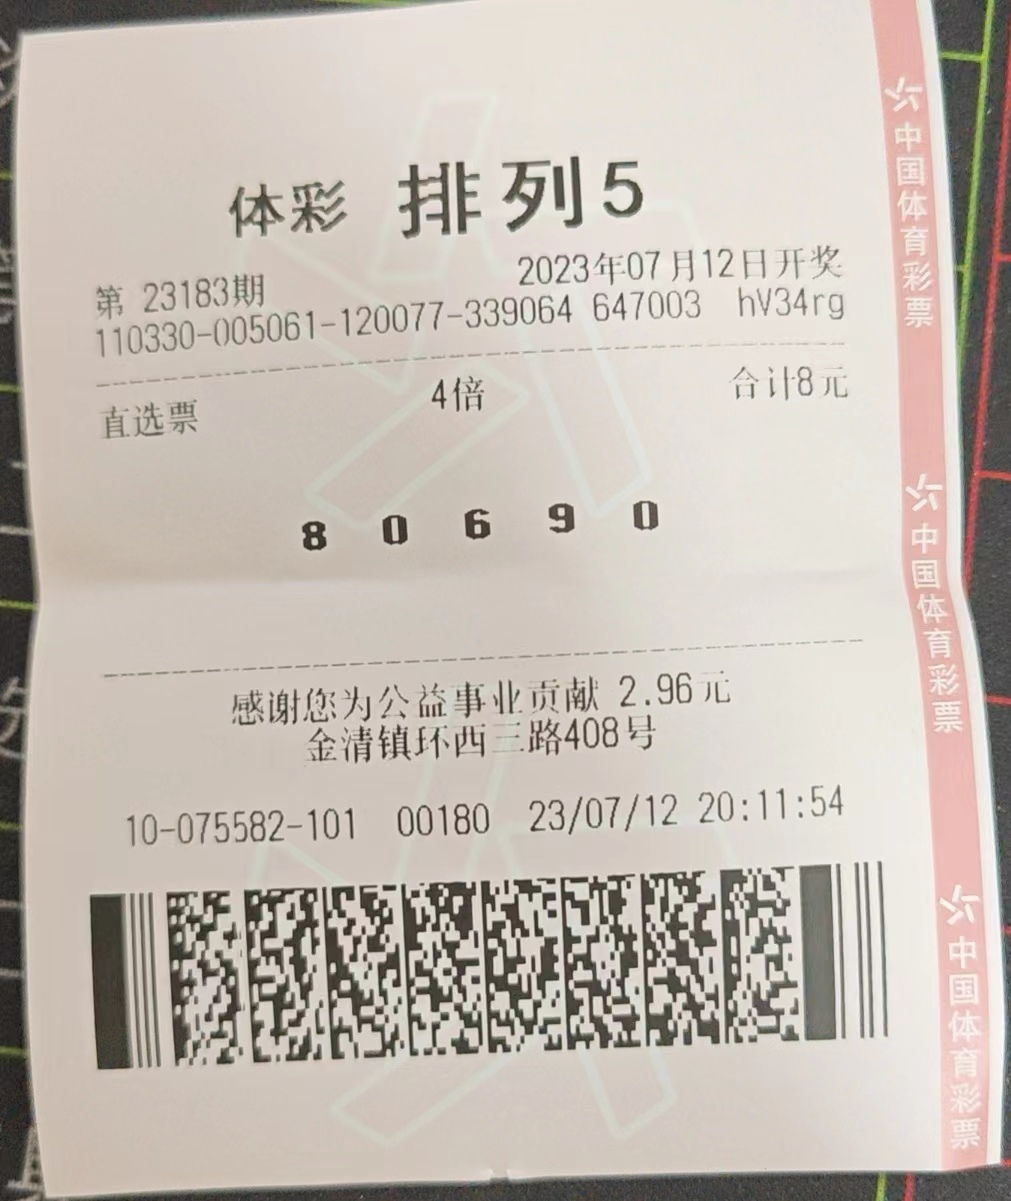 体彩 排列5
第 23183期 2023年07月12日开奖
110330-005061-120077-339064 647003 hV34rg
直选票 4倍 合计8元
8 0 6 9 0
感谢您为公益事业贡献 2.96元
金清镇环西三路408号
10-075582-101 00180 23/07/12 20:11:54
中国体育彩票
中国体育彩票
中国体育彩票